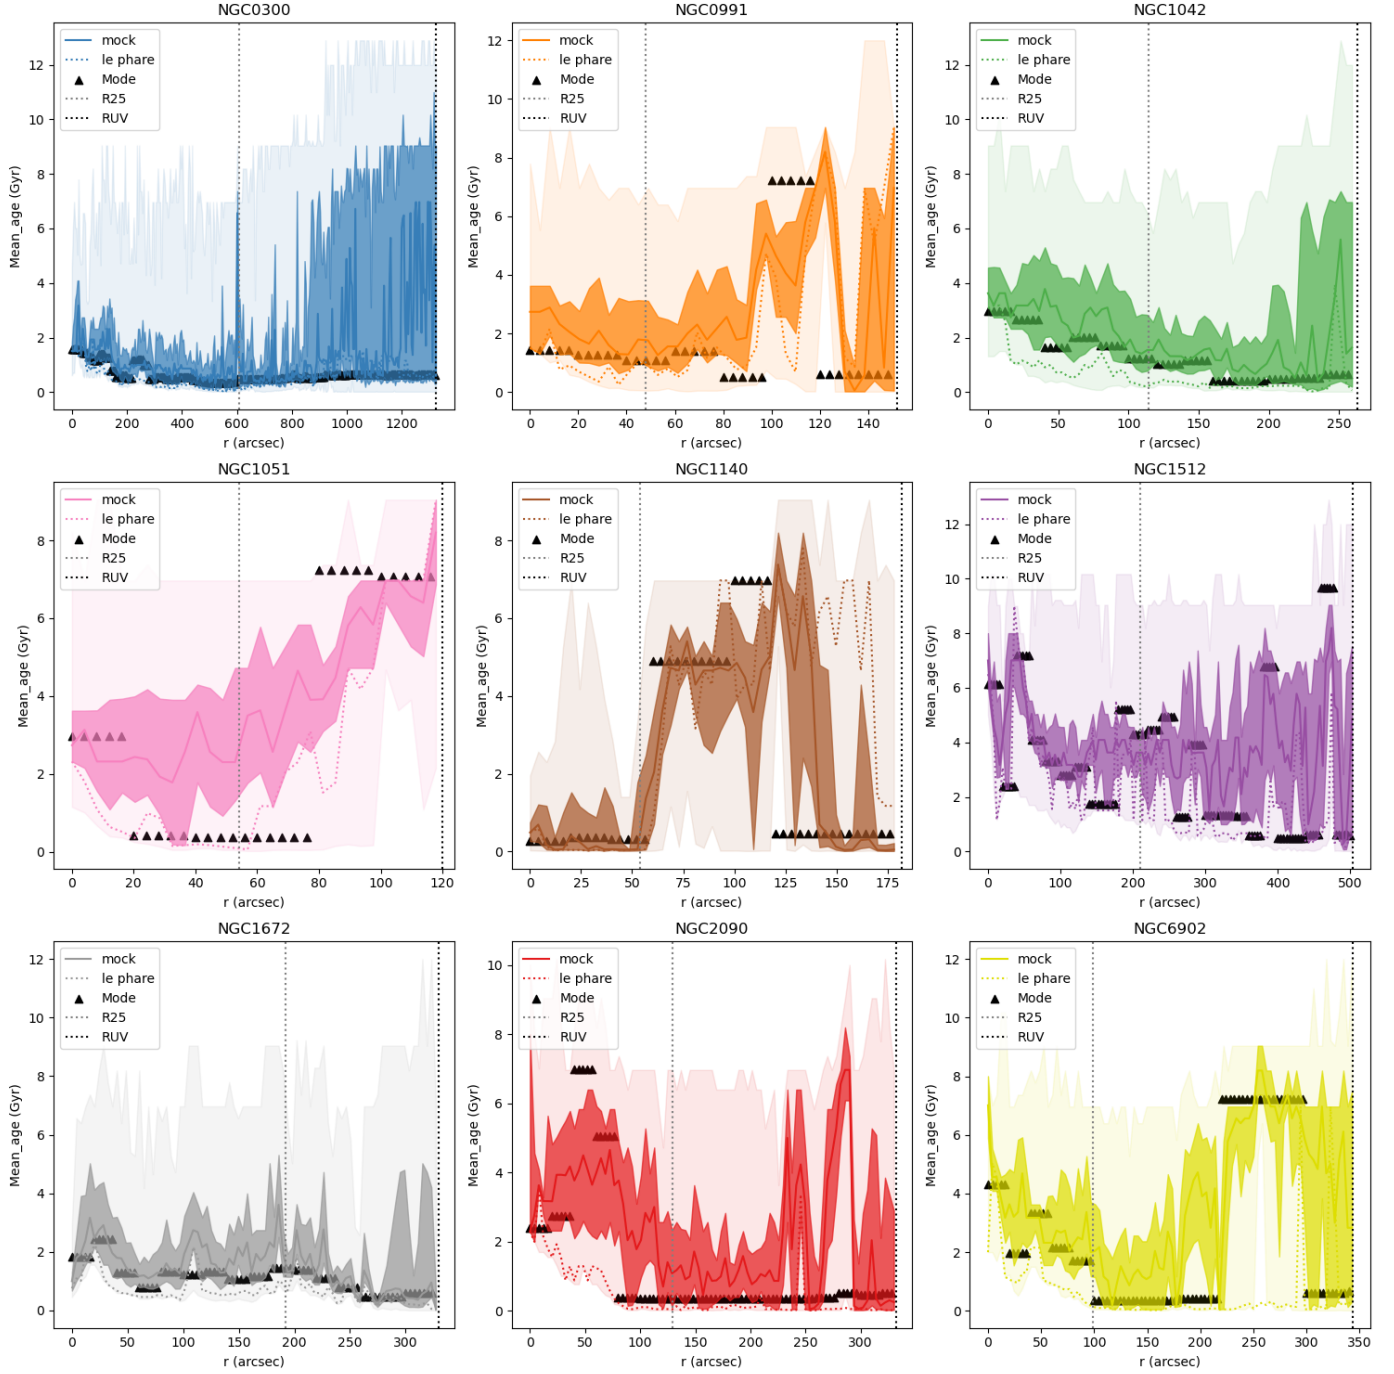 NGC0300
12
10
8
6
4
2
0
Mean_age (Gyr)
mock
le phare
Mode
R25
RUV
0 200 400 600 800 1000 1200
r (arcsec)
NGC0991
12
10
8
6
4
2
0
Mean_age (Gyr)
mock
le phare
Mode
R25
RUV
0 20 40 60 80 100 120 140
r (arcsec)
NGC1042
12
10
8
6
4
2
0
Mean_age (Gyr)
mock
le phare
Mode
R25
RUV
0 50 100 150 200 250
r (arcsec)
NGC1051
8
6
4
2
0
Mean_age (Gyr)
mock
le phare
Mode
R25
RUV
0 20 40 60 80 100 120
r (arcsec)
NGC1140
8
6
4
2
0
Mean_age (Gyr)
mock
le phare
Mode
R25
RUV
0 25 50 75 100 125 150 175
r (arcsec)
NGC1512
12
10
8
6
4
2
0
Mean_age (Gyr)
mock
le phare
Mode
R25
RUV
0 100 200 300 400 500
r (arcsec)
NGC1672
12
10
8
6
4
2
0
Mean_age (Gyr)
mock
le phare
Mode
R25
RUV
0 50 100 150 200 250 300
r (arcsec)
NGC2090
10
8
6
4
2
0
Mean_age (Gyr)
mock
le phare
Mode
R25
RUV
0 50 100 150 200 250 300
r (arcsec)
NGC6902
12
10
8
6
4
2
0
Mean_age (Gyr)
mock
le phare
Mode
R25
RUV
0 50 100 150 200 250 300 350
r (arcsec)